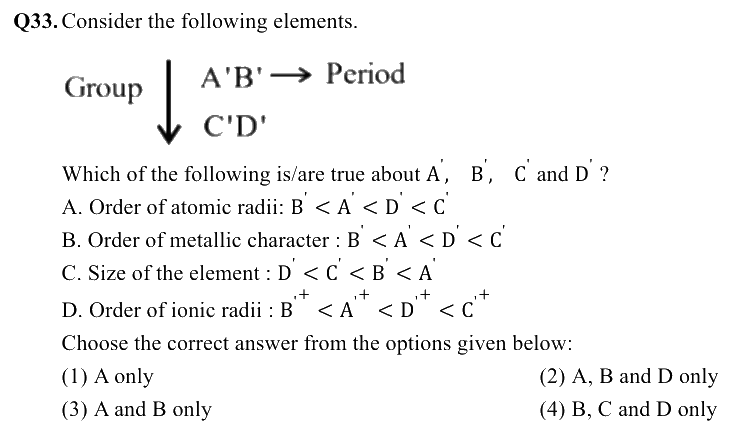 Q33. Consider the following elements.
Group ↓ A'B' → Period
C'D'
Which of the following is/are true about A', B', C' and D' ?
A. Order of atomic radii: B' < A' < D' < C'
B. Order of metallic character : B' < A' < D' < C'
C. Size of the element : D' < C' < B' < A'
D. Order of ionic radii : B'⁺ < A'⁺ < D'⁺ < C'⁺
Choose the correct answer from the options given below:
(1) A only (2) A, B and D only
(3) A and B only (4) B, C and D only